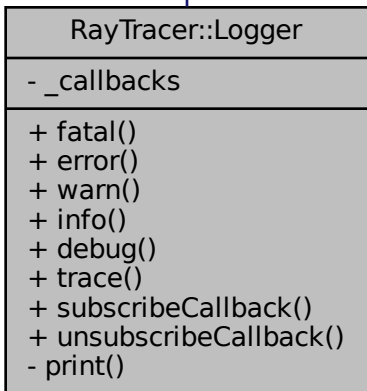 RayTracer::Logger
- _callbacks
+ fatal()
+ error()
+ warn()
+ info()
+ debug()
+ trace()
+ subscribeCallback()
+ unsubscribeCallback()
- print()